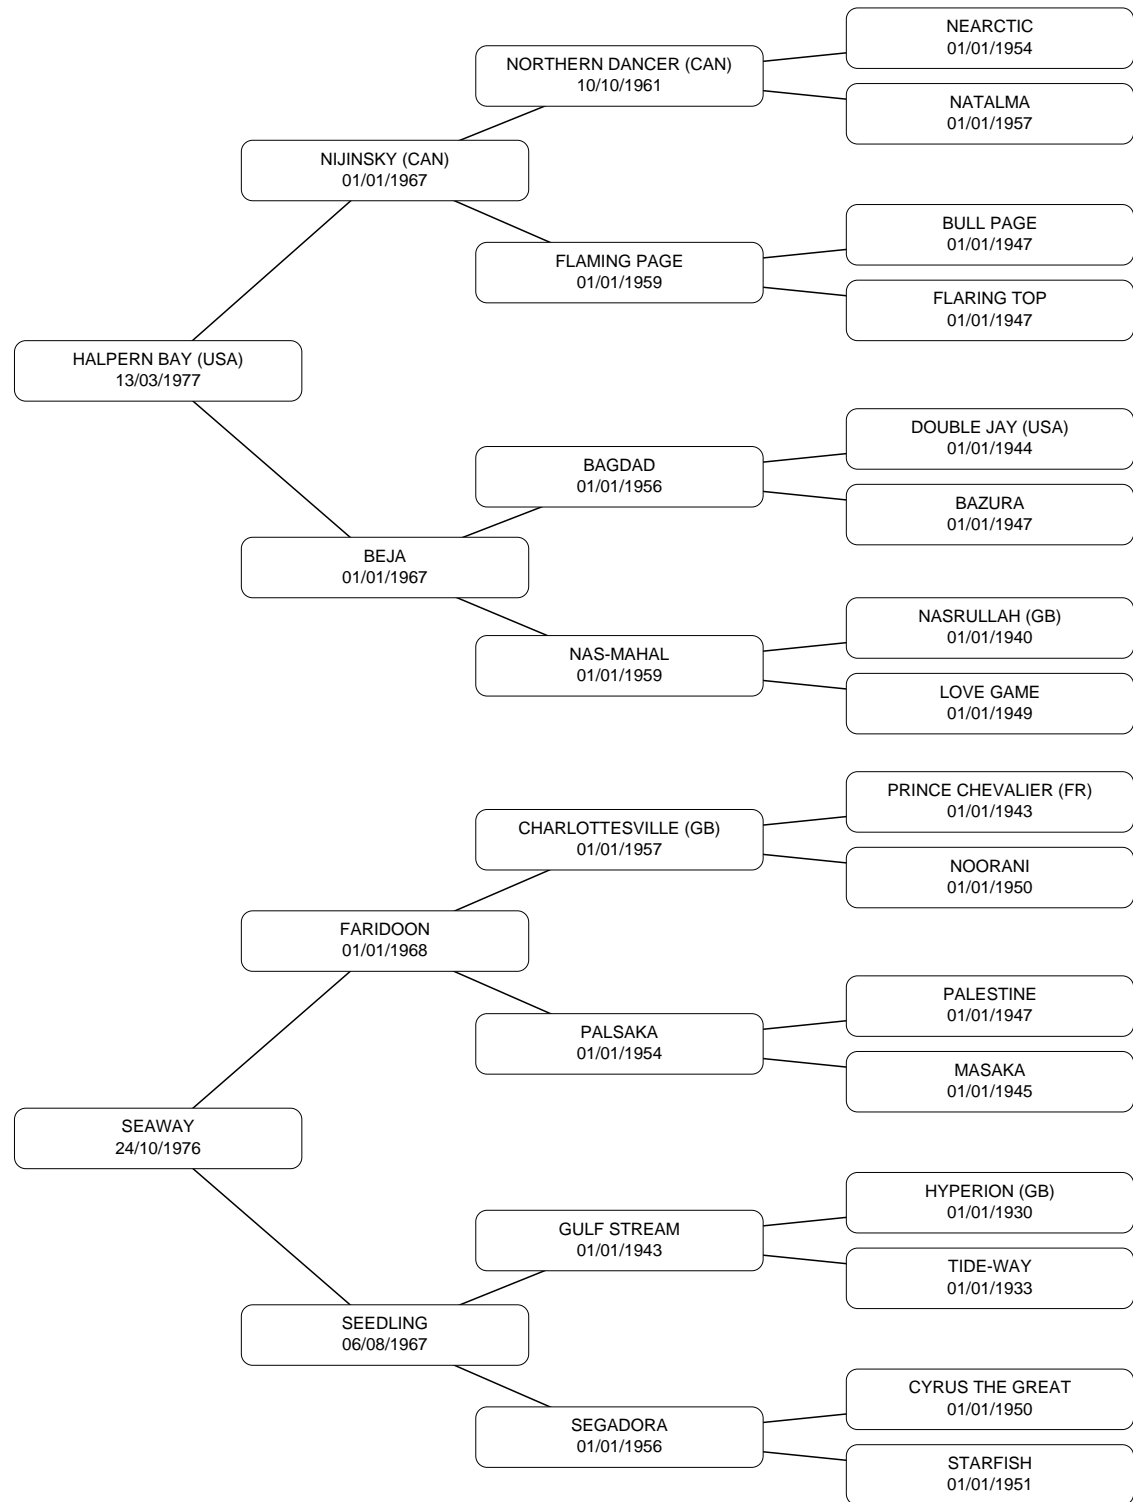 NEARCTIC
01/01/1954
NORTHERN DANCER (CAN)
10/10/1961
NATALMA
01/01/1957
NIJINSKY (CAN)
01/01/1967
BULL PAGE
01/01/1947
FLAMING PAGE
01/01/1959
FLARING TOP
01/01/1947
HALPERN BAY (USA)
13/03/1977
DOUBLE JAY (USA)
01/01/1944
BAGDAD
01/01/1956
BAZURA
01/01/1947
BEJA
01/01/1967
NASRULLAH (GB)
01/01/1940
NAS-MAHAL
01/01/1959
LOVE GAME
01/01/1949
PRINCE CHEVALIER (FR)
01/01/1943
CHARLOTTESVILLE (GB)
01/01/1957
NOORANI
01/01/1950
FARIDOON
01/01/1968
PALESTINE
01/01/1947
PALSAKA
01/01/1954
MASAKA
01/01/1945
SEAWAY
24/10/1976
HYPERION (GB)
01/01/1930
GULF STREAM
01/01/1943
TIDE-WAY
01/01/1933
SEEDLING
06/08/1967
CYRUS THE GREAT
01/01/1950
SEGADORA
01/01/1956
STARFISH
01/01/1951